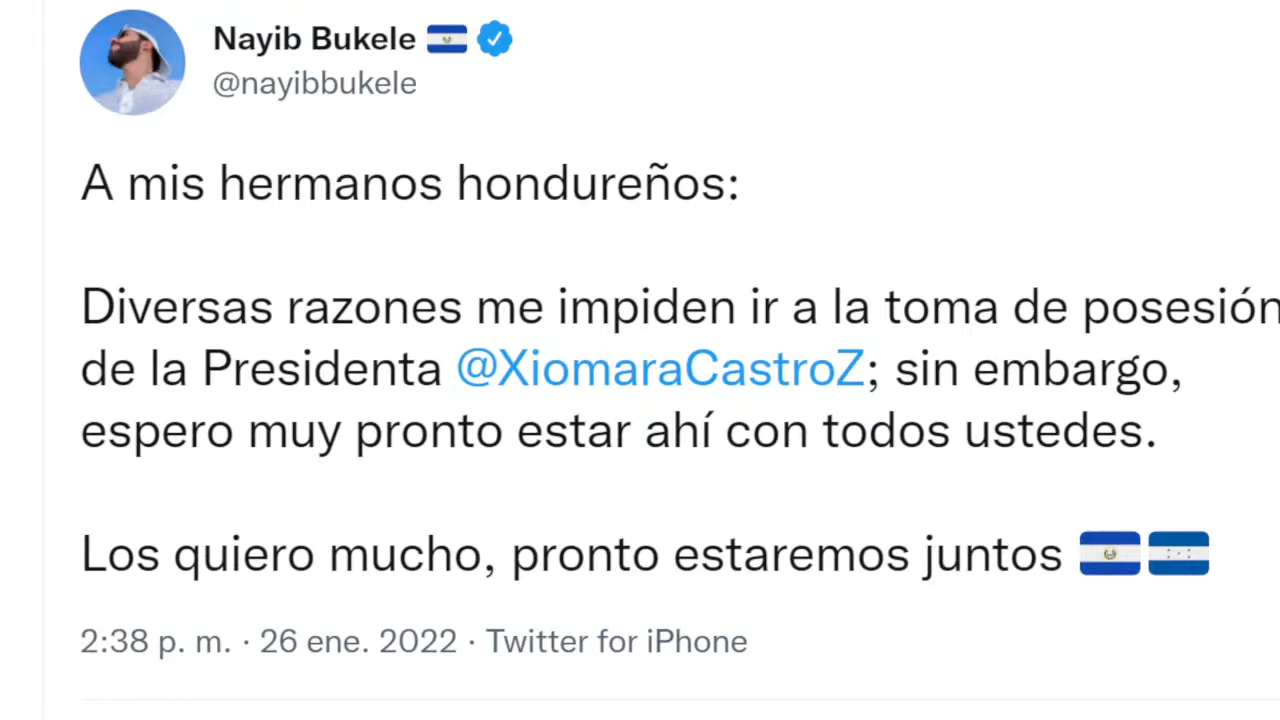 Nayib Bukele
@nayibbukele
A mis hermanos hondureños:
Diversas razones me impiden ir a la toma de posesión
de la Presidenta @XiomaraCastroZ; sin embargo,
espero muy pronto estar ahí con todos ustedes.
Los quiero mucho, pronto estaremos juntos
2:38 p. m. · 26 ene. 2022 · Twitter for iPhone